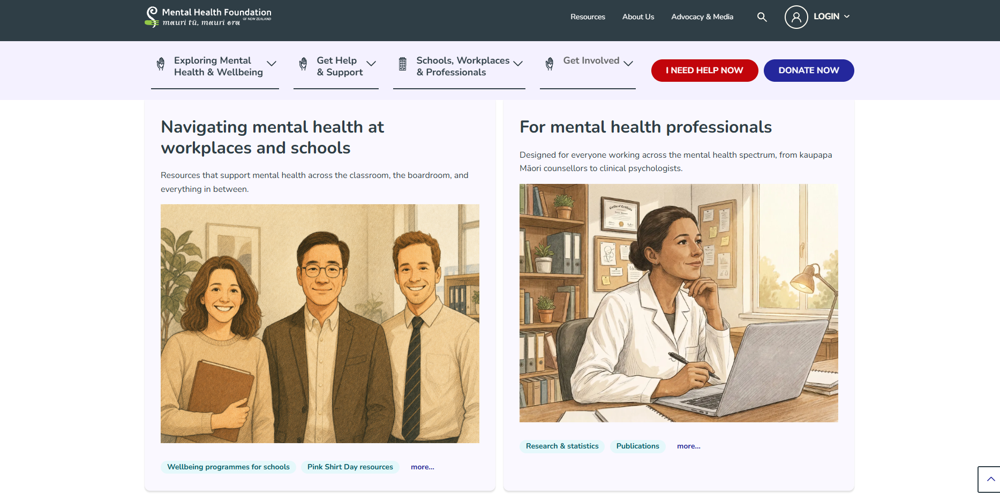 Mental Health Foundation
OF NEW ZEALAND
mauri tū, mauri ora
Resources
About Us
Advocacy & Media
LOGIN
Exploring Mental
Health & Wellbeing
Get Help
& Support
Schools, Workplaces
& Professionals
Get Involved
I NEED HELP NOW
DONATE NOW
Navigating mental health at
workplaces and schools
Resources that support mental health across the classroom, the boardroom, and
everything in between.
Wellbeing programmes for schools
Pink Shirt Day resources
more...
For mental health professionals
Designed for everyone working across the mental health spectrum, from kaupapa
Māori counsellors to clinical psychologists.
Research & statistics
Publications
more...